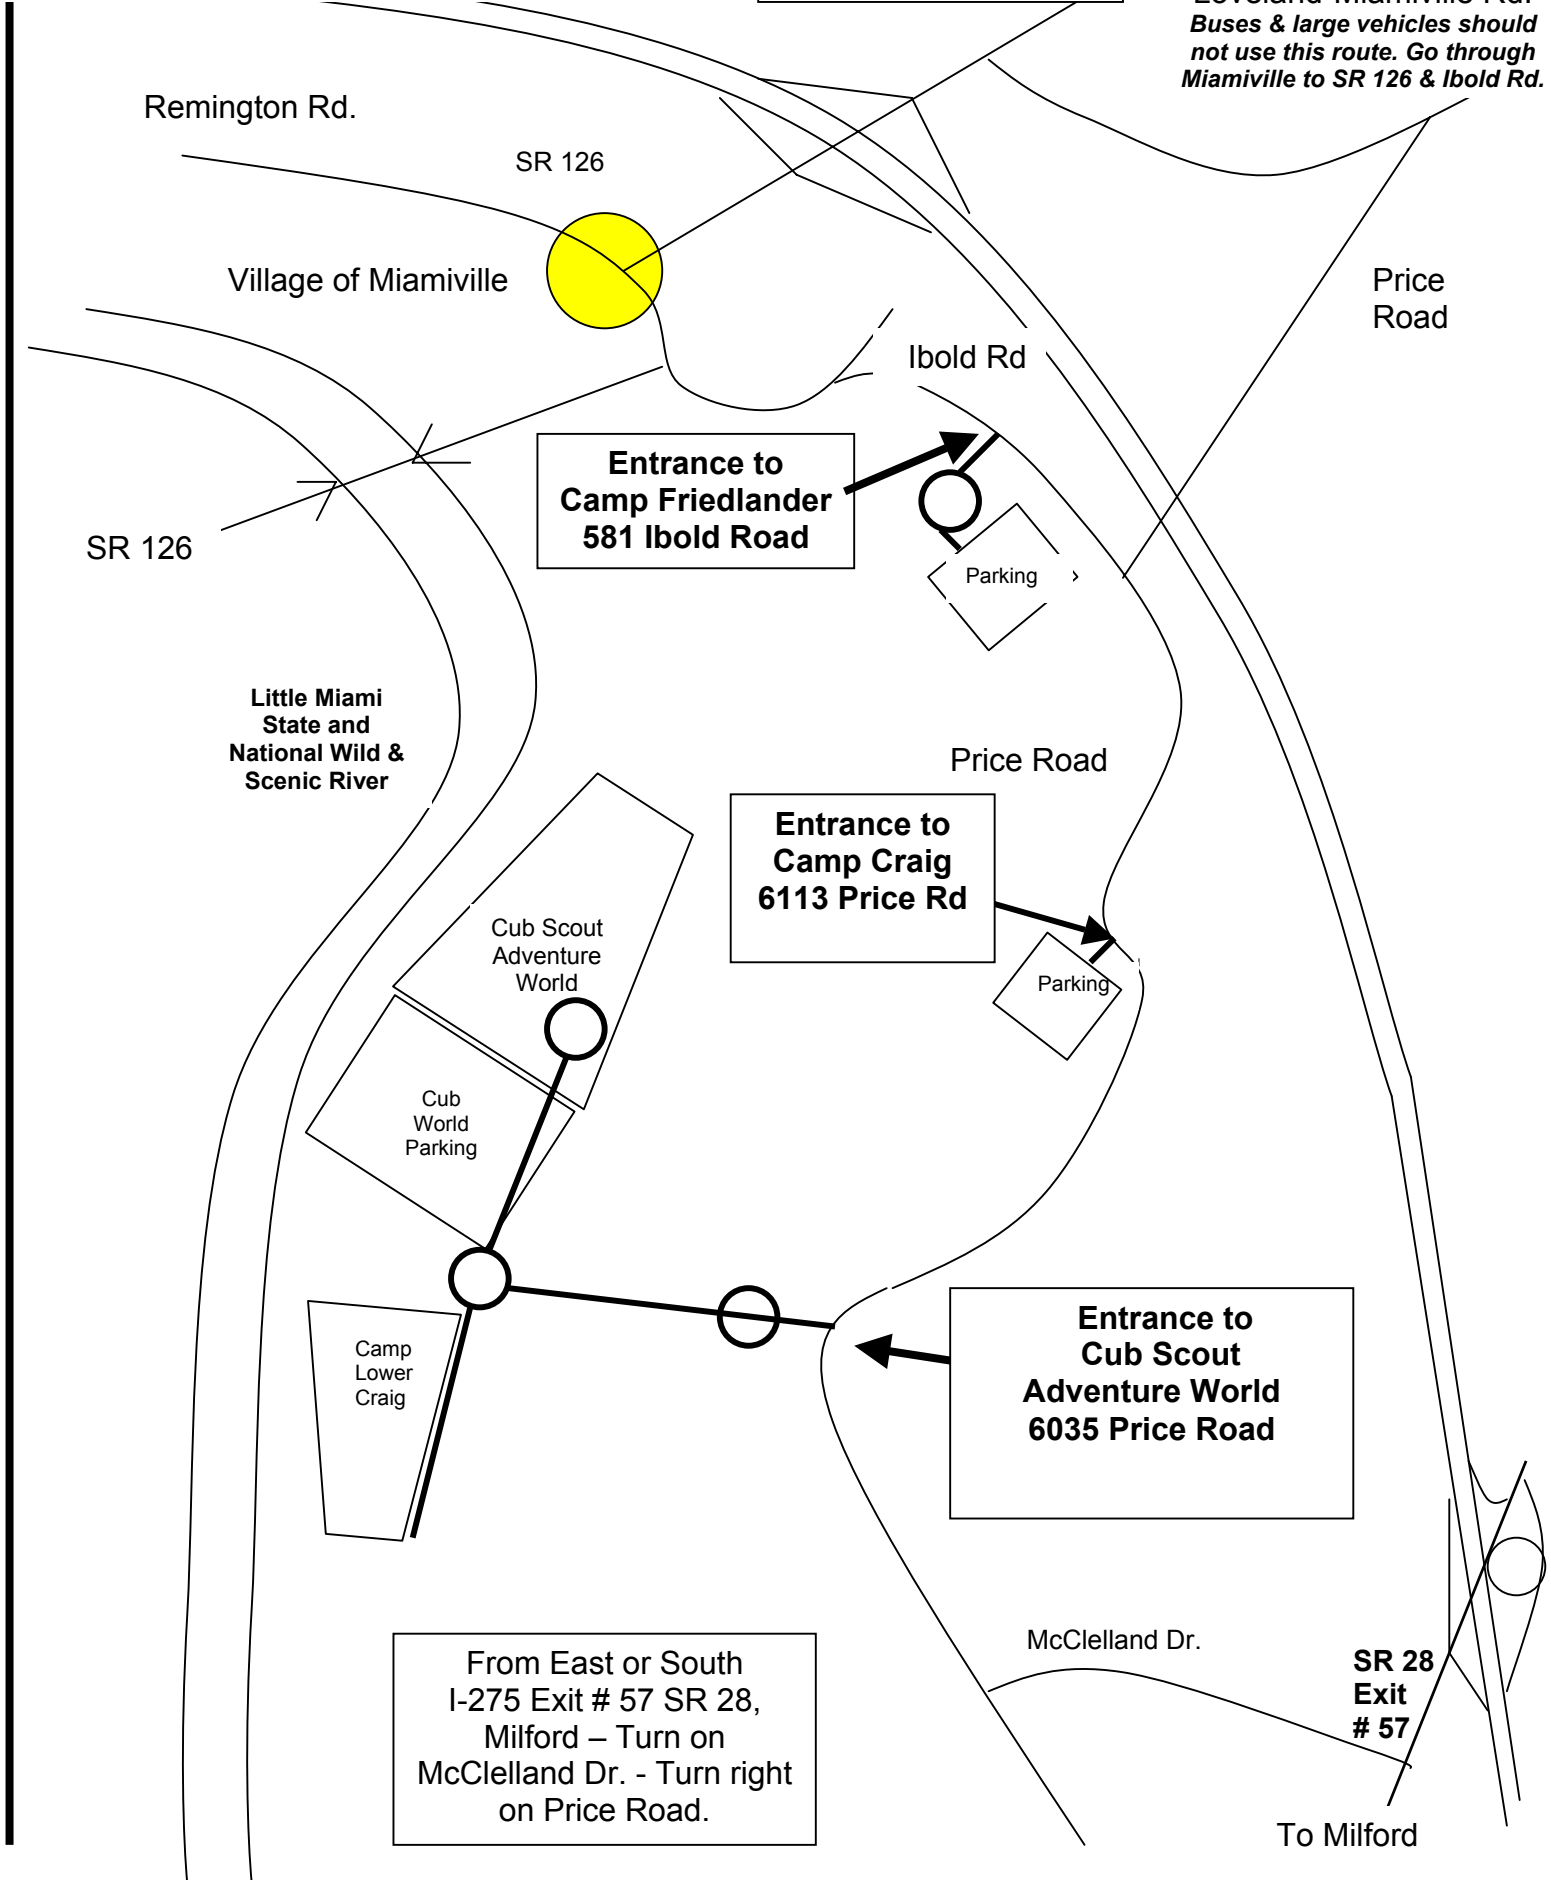 Loveland-Miamiville Rd.
Buses & large vehicles should
not use this route. Go through
Miamiville to SR 126 & Ibold Rd.
Remington Rd.
SR 126
Village of Miamiville
Price
Road
Ibold Rd
Entrance to
Camp Friedlander
581 Ibold Road
SR 126
Parking
Little Miami
State and
National Wild &
Scenic River
Price Road
Entrance to
Camp Craig
6113 Price Rd
Cub Scout
Adventure
World
Parking
Cub
World
Parking
Camp
Lower
Craig
Entrance to
Cub Scout
Adventure World
6035 Price Road
From East or South
I-275 Exit # 57 SR 28,
Milford – Turn on
McClelland Dr. - Turn right
on Price Road.
McClelland Dr.
SR 28
Exit
# 57
To Milford